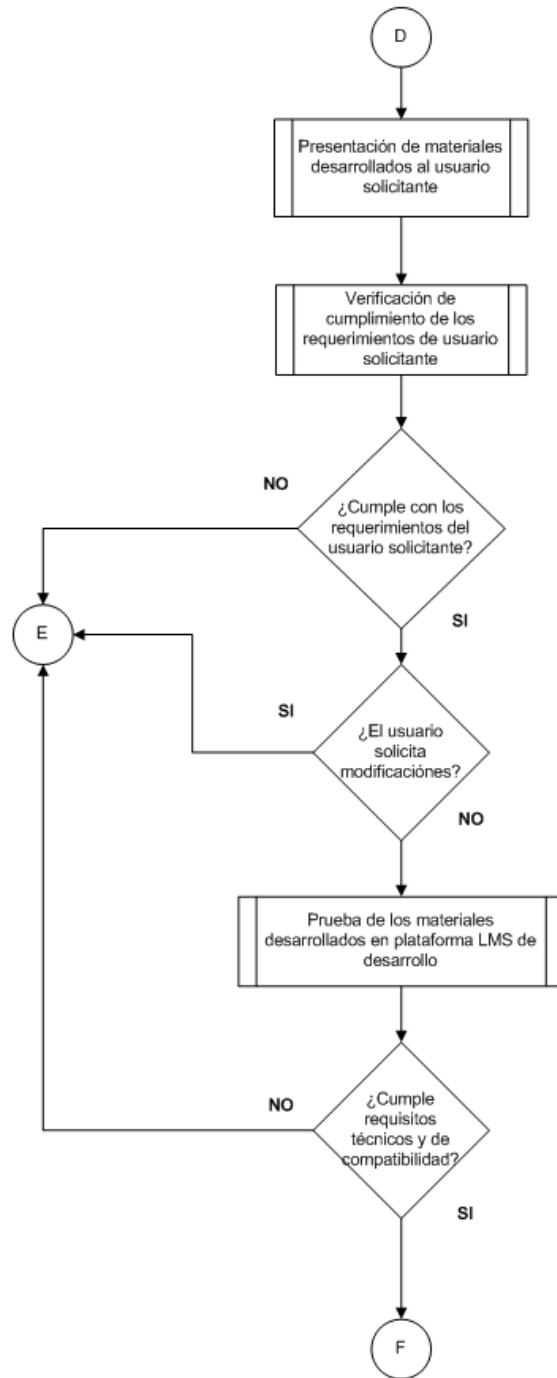 D
Presentación de materiales
desarrollados al usuario
solicitante
Verificación de
cumplimiento de los
requerimientos de usuario
solicitante
NO
¿Cumple con los
requerimientos del
usuario solicitante?
E
SI
SI
¿El usuario
solicita
modificaciónes?
NO
Prueba de los materiales
desarrollados en plataforma LMS de
desarrollo
NO
¿Cumple
requisitos
técnicos y de
compatibilidad?
SI
F